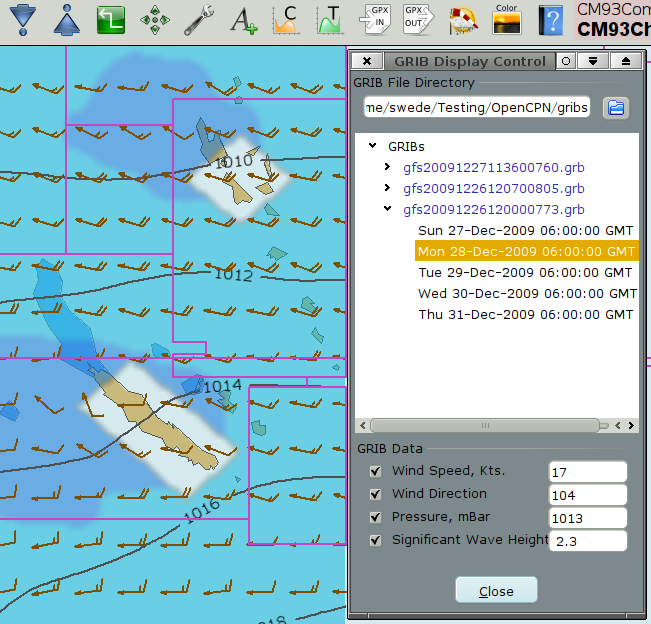 CM93Com
C
T
GPX
IN
GPX
OUT
Color
?
CM93Ch
GRIB Display Control
GRIB File Directory
me/swede/Testing/OpenCPN/gribs
GRIBs
gfs20091227113600760.grb
gfs20091226120700805.grb
gfs20091226120000773.grb
Sun 27-Dec-2009 06:00:00 GMT
Mon 28-Dec-2009 06:00:00 GMT
Tue 29-Dec-2009 06:00:00 GMT
Wed 30-Dec-2009 06:00:00 GMT
Thu 31-Dec-2009 06:00:00 GMT
GRIB Data
Wind Speed, Kts. 17
Wind Direction 104
Pressure, mBar 1013
Significant Wave Height 2.3
Close
1010
1012
1014
1016